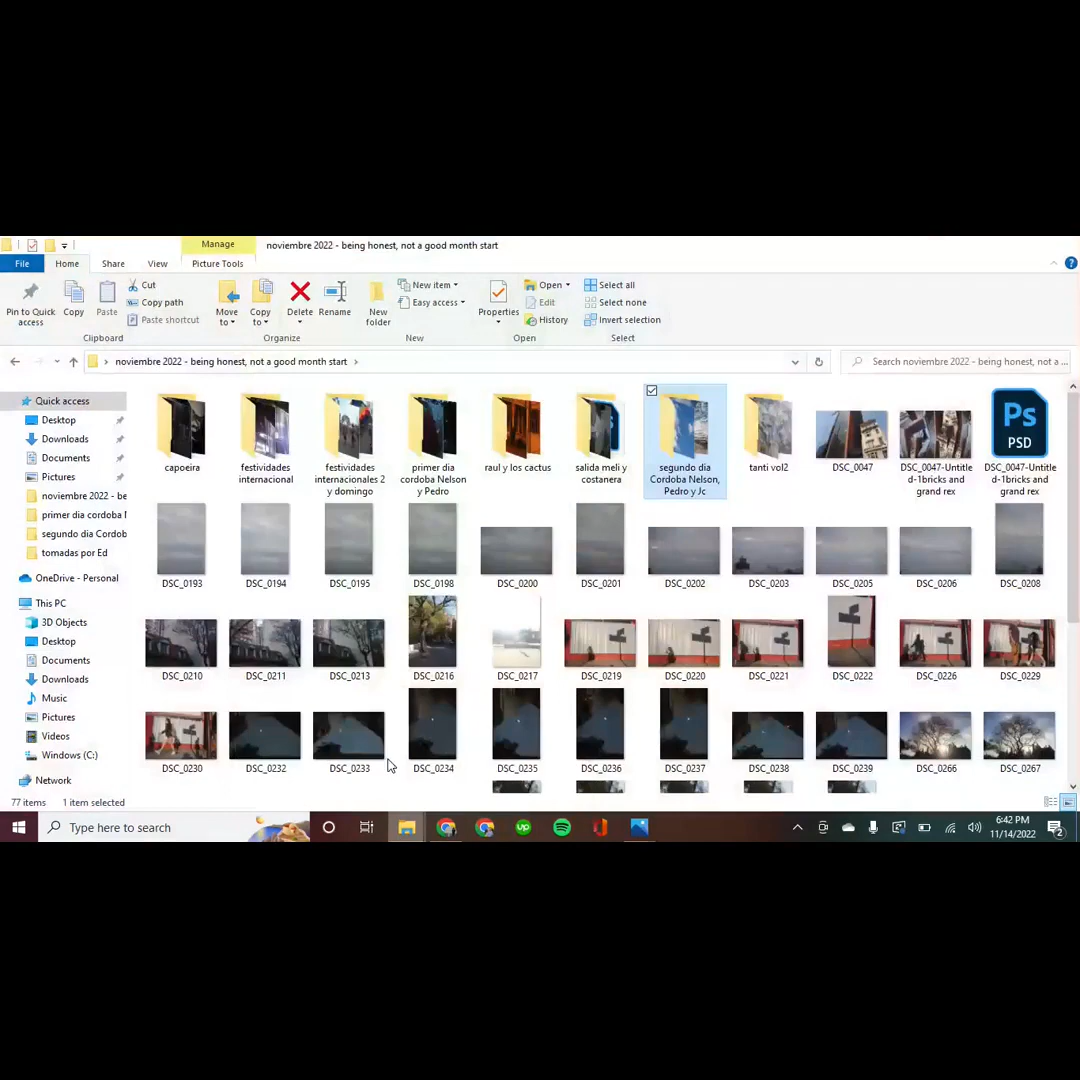 Manage
noviembre 2022 - being honest, not a good month start
File
Home
Share
View
Picture Tools
Pin to Quick
access
Copy
Paste
Cut
Copy path
Paste shortcut
Clipboard
Move
to
Copy
to
Delete
Rename
Organize
New
folder
New item
Easy access
New
Properties
Open
Edit
History
Open
Select all
Select none
Invert selection
Select
noviembre 2022 - being honest, not a good month start
Search noviembre 2022 - being honest, not a ...
Quick access
Desktop
Downloads
Documents
Pictures
noviembre 2022 - be
primer dia cordoba N
segundo dia Cordob
tomadas por Ed
OneDrive - Personal
This PC
3D Objects
Desktop
Documents
Downloads
Music
Pictures
Videos
Windows (C:)
Network
capoeira
festividades
internacional
festividades
internacionales 2
y domingo
primer dia
cordoba Nelson
y Pedro
raul y los cactus
salida meli y
costanera
segundo dia
Cordoba Nelson,
Pedro y Jc
tanti vol2
DSC_0047
DSC_0047-Untitle
d-1bricks and
grand rex
Ps
PSD
DSC_0047-Untitle
d-1bricks and
grand rex
DSC_0193
DSC_0194
DSC_0195
DSC_0198
DSC_0200
DSC_0201
DSC_0202
DSC_0203
DSC_0205
DSC_0206
DSC_0208
DSC_0210
DSC_0211
DSC_0213
DSC_0216
DSC_0217
DSC_0219
DSC_0220
DSC_0221
DSC_0222
DSC_0226
DSC_0229
DSC_0230
DSC_0232
DSC_0233
DSC_0234
DSC_0235
DSC_0236
DSC_0237
DSC_0238
DSC_0239
DSC_0266
DSC_0267
77 items
1 item selected
Type here to search
up
6:42 PM
11/14/2022
2